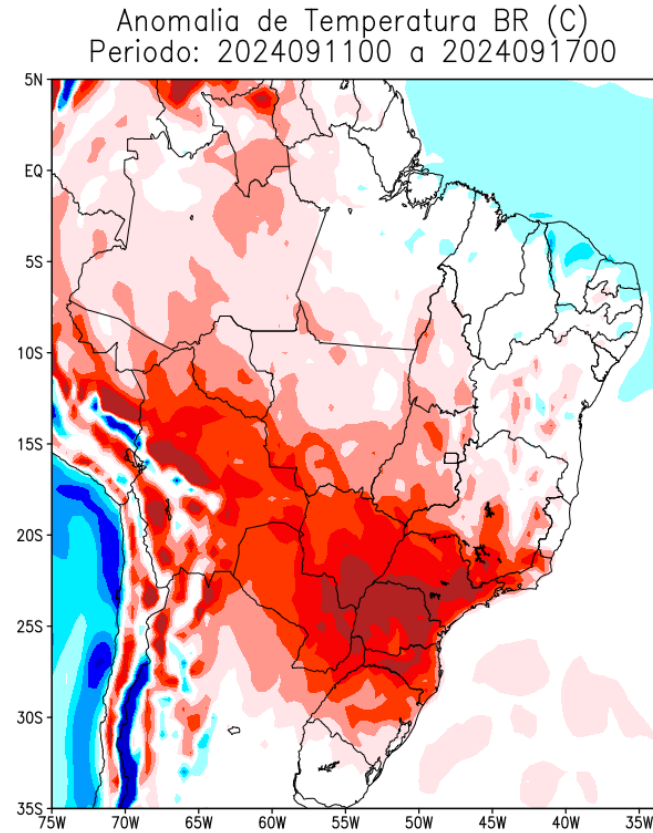 Anomalia de Temperatura BR (C)
Periodo: 2024091100 a 2024091700
5N
EQ
5S
10S
15S
20S
25S
30S
35S
75W 70W 65W 60W 55W 50W 45W 40W 35W